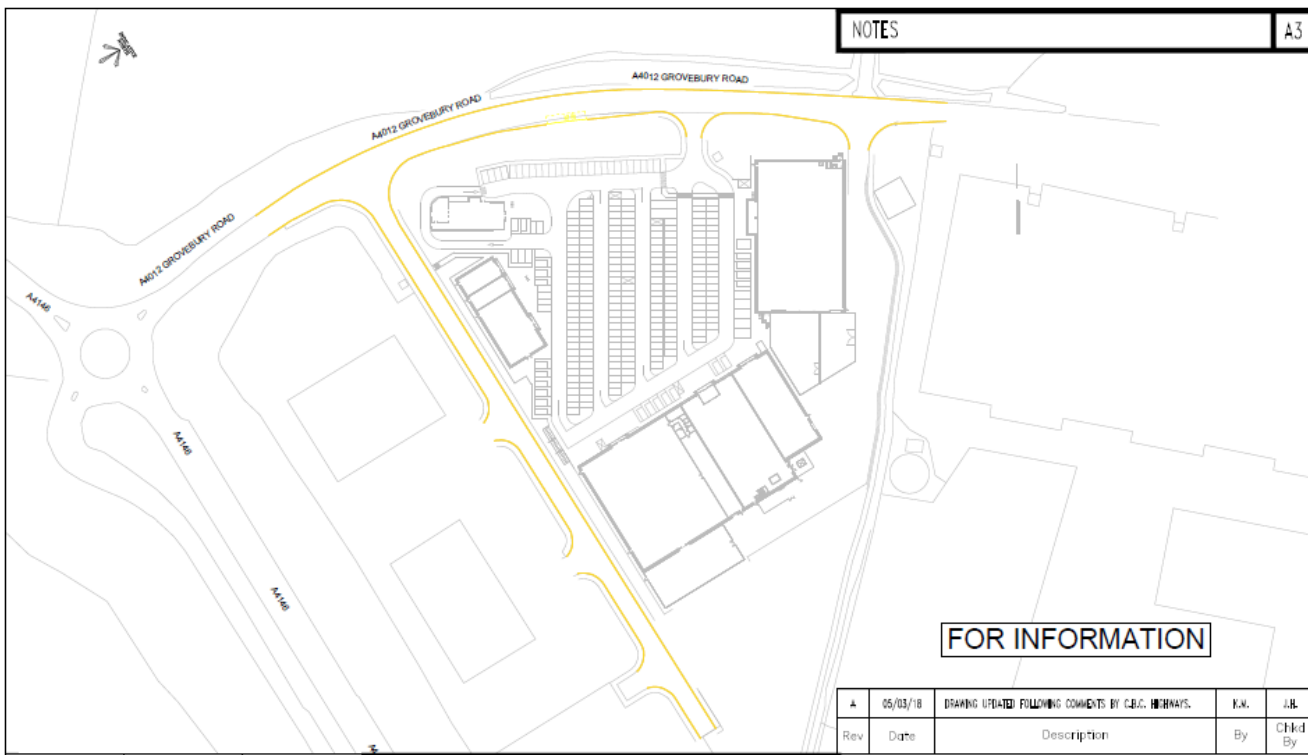 NOTES
A3
A4012 GROVEBURY ROAD
A4012 GROVEBURY ROAD
A4012 GROVEBURY ROAD
A4146
A4146
A4146
FOR INFORMATION
A 05/03/18 DRAWING UPDATED FOLLOWING COMMENTS BY C.B.C. HIGHWAYS. K.W. J.H.
Rev Date Description By Chkd By